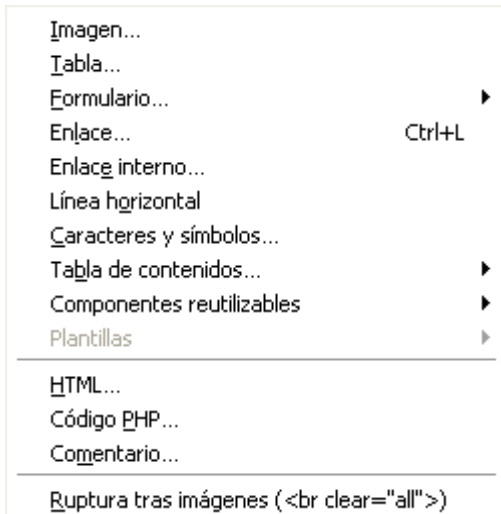 Imagen...
Tabla...
Formulario...
Enlace... Ctrl+L
Enlace interno...
Línea horizontal
Caracteres y símbolos...
Tabla de contenidos...
Componentes reutilizables
Plantillas
HTML...
Código PHP...
Comentario...
Ruptura tras imágenes (<br clear="all">)